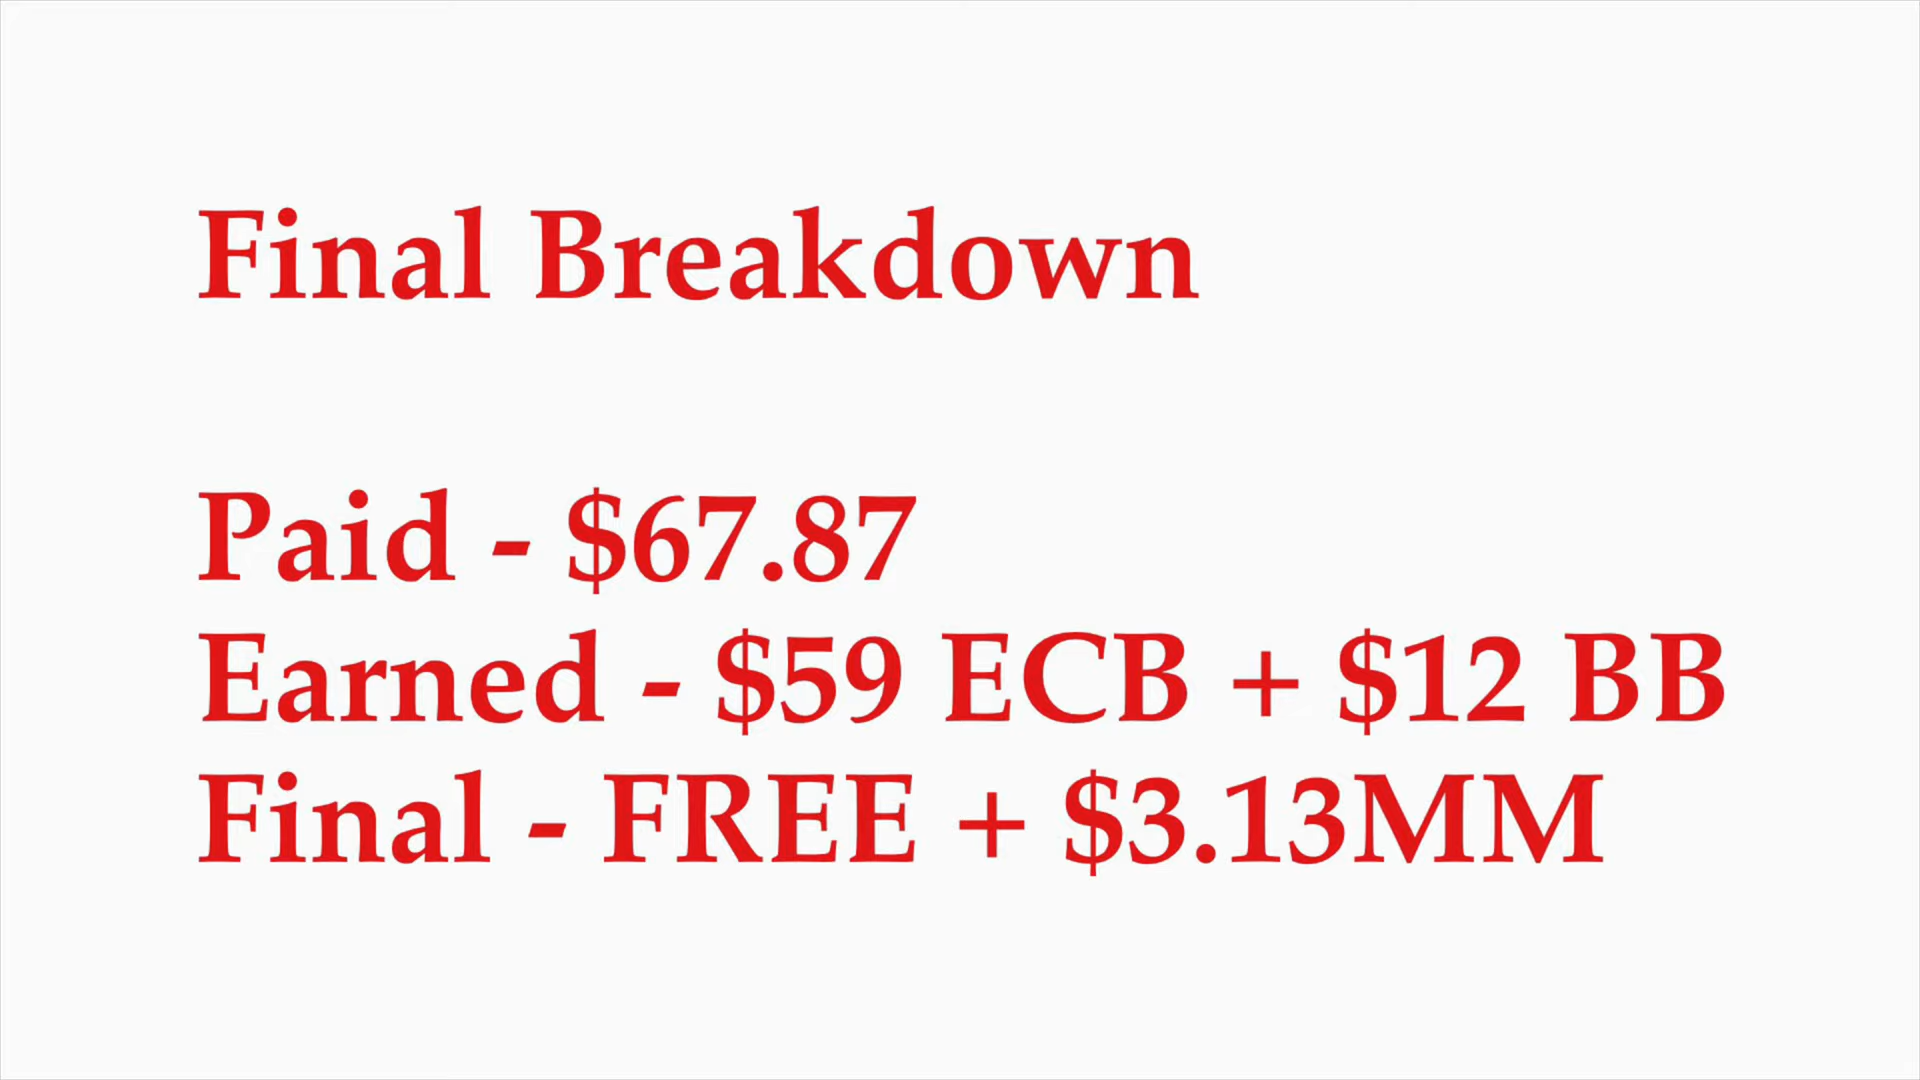 Final Breakdown
Paid - $67.87
Earned - $59 ECB + $12 BB
Final - FREE + $3.13MM